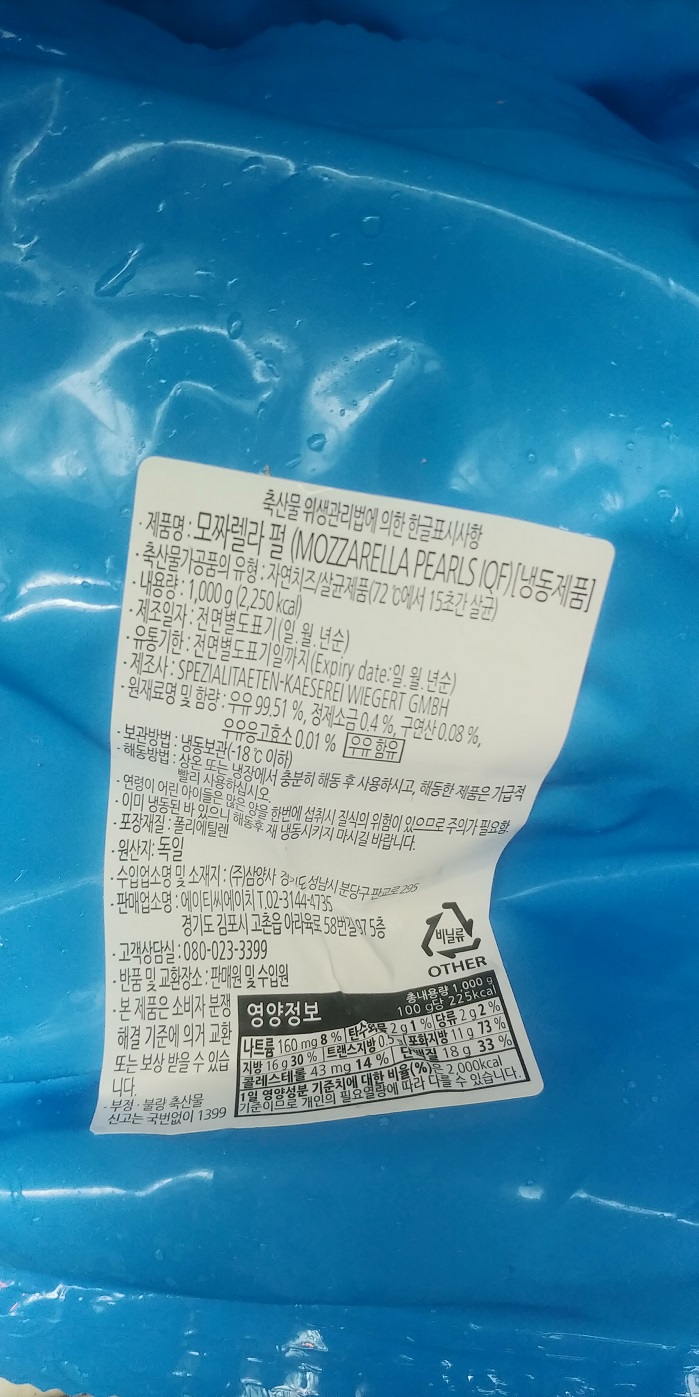 축산물 위생관리법에 의한 한글표시사항
· 제품명 : 모짜렐라 펄 (MOZZARELLA PEARLS IQF)[냉동제품]
· 축산물가공품의 유형 : 자연치즈/살균제품(72℃에서 15초간 살균)
· 내용량 : 1,000 g (2,250 kcal)
· 제조일자 : 전면별도표기(일.월.년순)
· 유통기한 : 전면별도표기일까지(Expiry date:일.월.년순)
· 제조사 : SPEZIALITAETEN-KAESEREI WIEGERT GMBH
· 원재료명 및 함량 : 우유 99.51 %, 정제소금 0.4 %, 구연산 0.08 %,
우유응고효소 0.01 % 우유 함유
· 보관방법 : 냉동보관(-18℃ 이하)
· 해동방법 : 상온 또는 냉장에서 충분히 해동 후 사용하시고, 해동한 제품은 가급적
빨리 사용하십시오.
· 연령이 어린 아이들은 많은 양을 한번에 섭취시 질식의 위험이 있으므로 주의가 필요함.
· 이미 냉동된 바 있으니 해동후 재 냉동시키지 마시길 바랍니다.
· 포장재질 : 폴리에틸렌
· 원산지: 독일
· 수입업소명 및 소재지 : (주)삼양사 성남시 분당구 판교로 295
· 판매업소명 : 에이티씨에이치 T.02-3144-4735
경기도 김포시 고촌읍 아라육로 58번길 97 5층
· 고객상담실 : 080-023-3399
· 반품 및 교환장소 : 판매원 및 수입원
· 본 제품은 소비자 분쟁
해결 기준에 의거 교환
또는 보상 받을 수 있습
니다.
· 부정·불량 축산물
신고는 국번없이 1399
비닐류
OTHER
영양정보
총내용량 1,000 g
100 g당 225kcal
나트륨 160 mg 8 % 탄수화물 2 g 1 % 당류 2 g 2 %
지방 16 g 30 % 트랜스지방 0.5 포화지방 11 g 73 %
콜레스테롤 43 mg 14 % 단백질 18 g 33 %
1일 영양성분 기준치에 대한 비율(%)은 2,000kcal
기준이므로 개인의 필요열량에 따라 다를 수 있습니다.